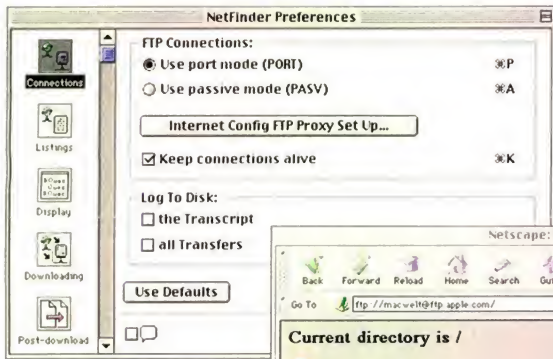 NetFinder Preferences
Connections
Listings
Display
Downloading
Post-download
FTP Connections:
Use port mode (PORT) ⌘P
Use passive mode (PASV) ⌘A
Internet Config FTP Proxy Set Up...
Keep connections alive ⌘K
Log To Disk:
the Transcript
all Transfers
Use Defaults
Netscape:
Back Forward Reload Home Search
Go To ftp://macwelt@ftp.apple.com/
Current directory is /